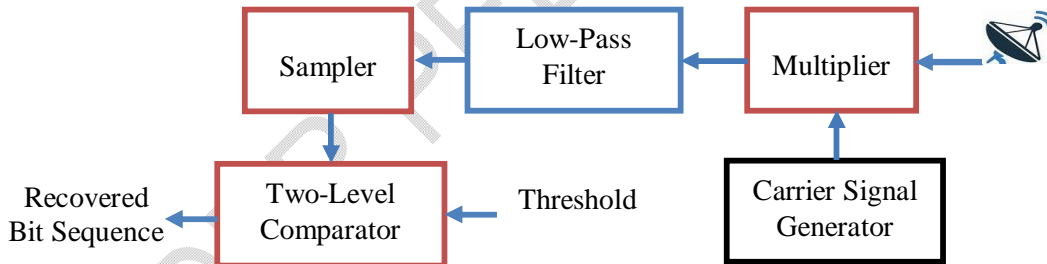 Sampler
Low-Pass
Filter
Multiplier
Recovered
Bit Sequence
Two-Level
Comparator
Threshold
Carrier Signal
Generator